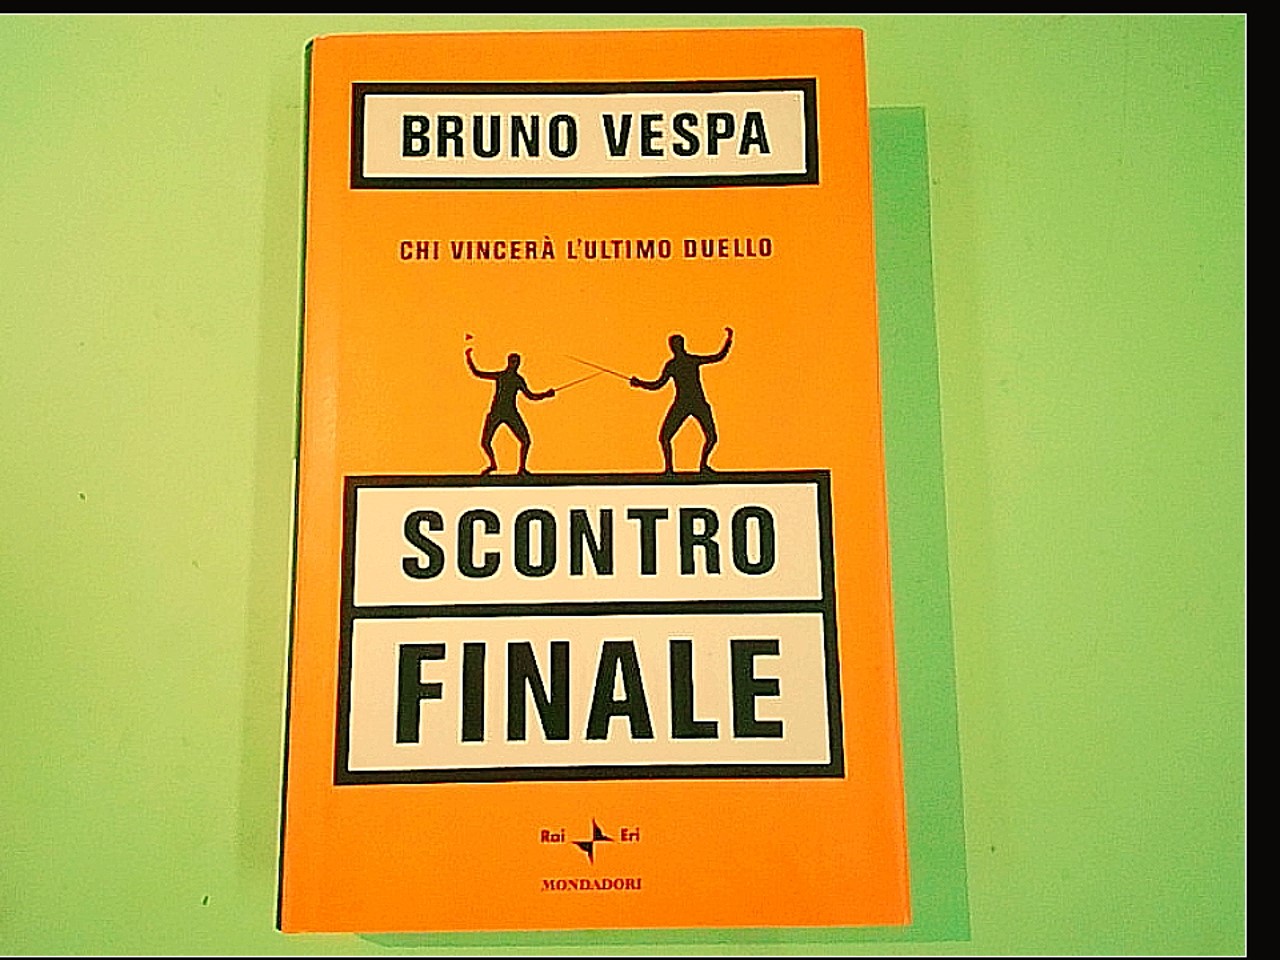 BRUNO VESPA
CHI VINCERÀ L'ULTIMO DUELLO
SCONTRO
FINALE
Rai Eri
MONDADORI